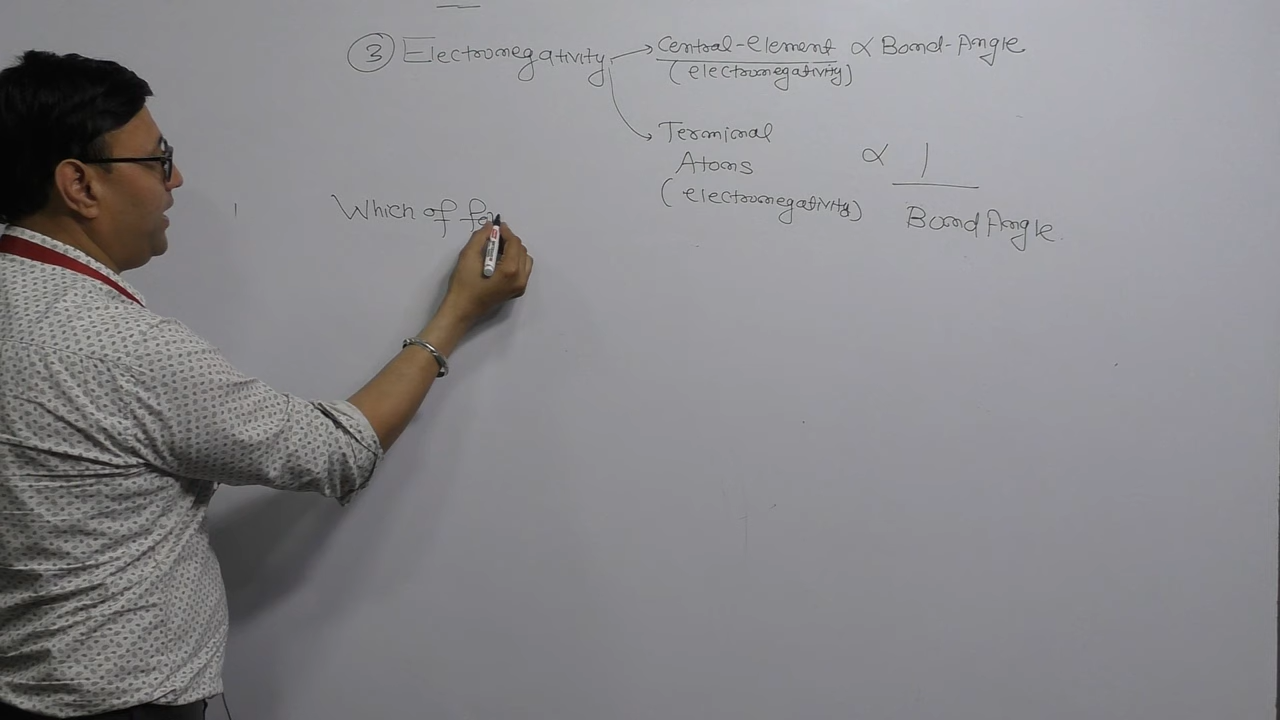 ③ Electronegativity → Central-element ∝ Bond-Angle
(electronegativity)
Terminal
Atoms ∝ 1
(electronegativity) Bond Angle
Which of fo